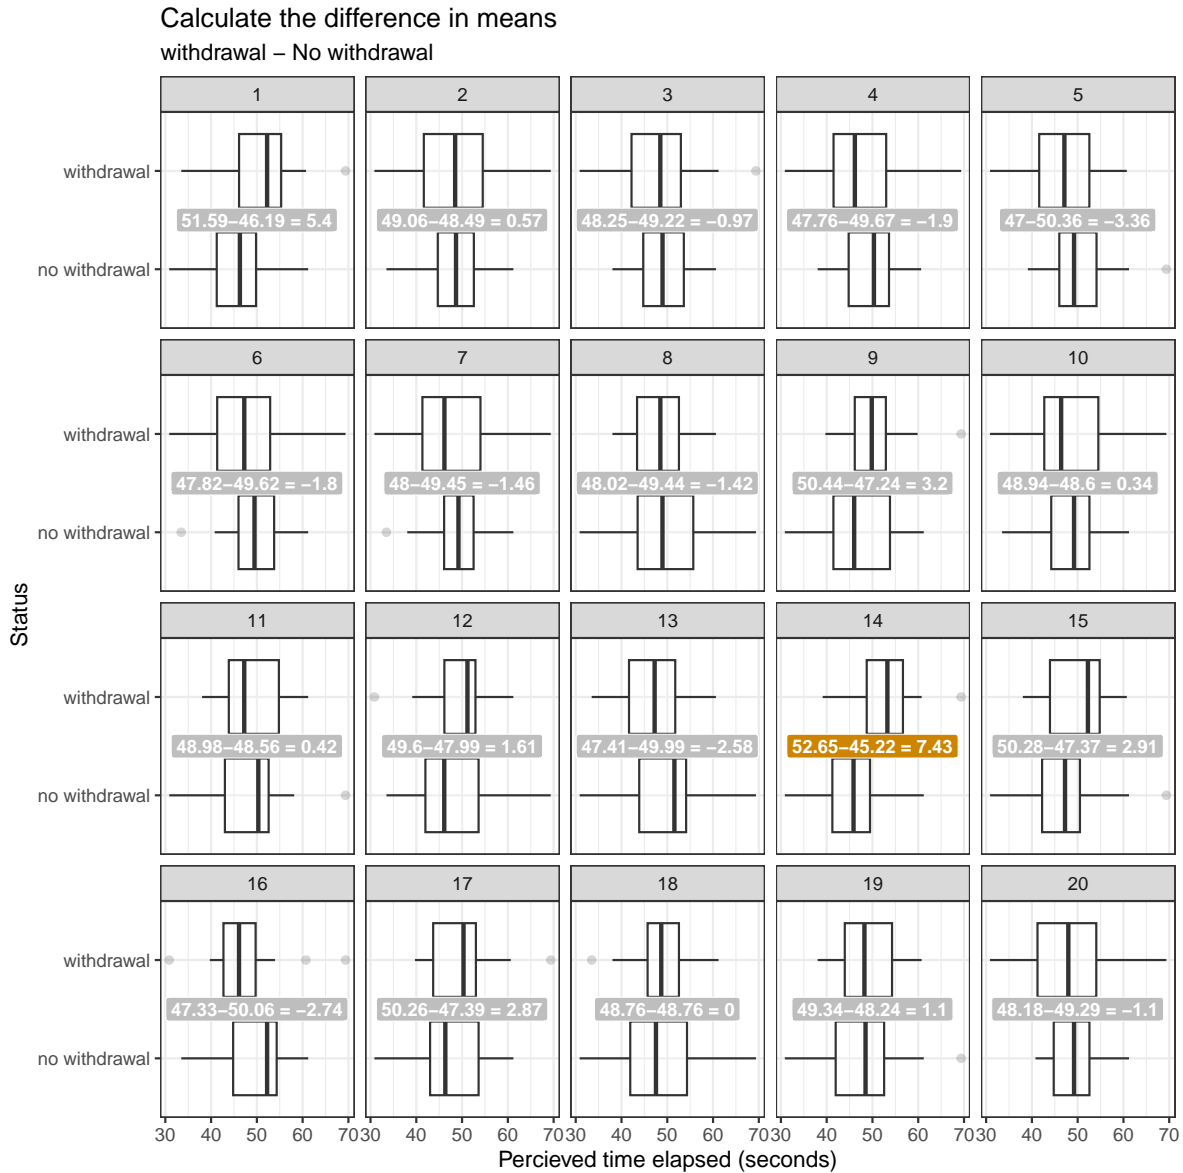 Calculate the difference in means
withdrawal − No withdrawal
1 2 3 4 5
withdrawal
51.59−46.19 = 5.4 49.06−48.49 = 0.57 48.25−49.22 = −0.97 47.76−49.67 = −1.9 47−50.36 = −3.36
no withdrawal
6 7 8 9 10
withdrawal
47.82−49.62 = −1.8 48−49.45 = −1.46 48.02−49.44 = −1.42 50.44−47.24 = 3.2 48.94−48.6 = 0.34
no withdrawal
Status
11 12 13 14 15
withdrawal
48.98−48.56 = 0.42 49.6−47.99 = 1.61 47.41−49.99 = −2.58 52.65−45.22 = 7.43 50.28−47.37 = 2.91
no withdrawal
16 17 18 19 20
withdrawal
47.33−50.06 = −2.74 50.26−47.39 = 2.87 48.76−48.76 = 0 49.34−48.24 = 1.1 48.18−49.29 = −1.1
no withdrawal
30 40 50 60 70 30 40 50 60 70 30 40 50 60 70 30 40 50 60 70 30 40 50 60 70
Percieved time elapsed (seconds)